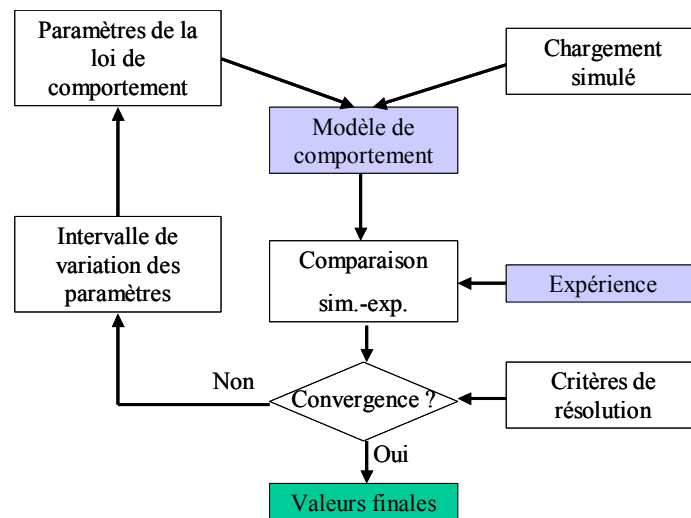 Paramètres de la
loi de
comportement
Chargement
simulé
Modèle de
comportement
Intervalle de
variation des
paramètres
Comparaison
sim.-exp.
Expérience
Non
Convergence ?
Critères de
résolution
Oui
Valeurs finales